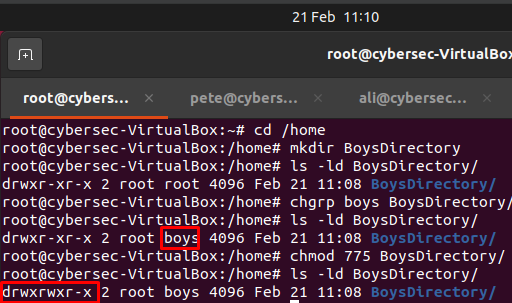 21 Feb 11:10
root@cybersec-VirtualBox
root@cybers... × pete@cybersec-... ali@cybersec...
root@cybersec-VirtualBox:~# cd /home
root@cybersec-VirtualBox:/home# mkdir BoysDirectory
root@cybersec-VirtualBox:/home# ls -ld BoysDirectory/
drwxr-xr-x 2 root root 4096 Feb 21 11:08 BoysDirectory/
root@cybersec-VirtualBox:/home# chgrp boys BoysDirectory/
root@cybersec-VirtualBox:/home# ls -ld BoysDirectory/
drwxr-xr-x 2 root boys 4096 Feb 21 11:08 BoysDirectory/
root@cybersec-VirtualBox:/home# chmod 775 BoysDirectory/
root@cybersec-VirtualBox:/home# ls -ld BoysDirectory/
drwxrwxr-x 2 root boys 4096 Feb 21 11:08 BoysDirectory/